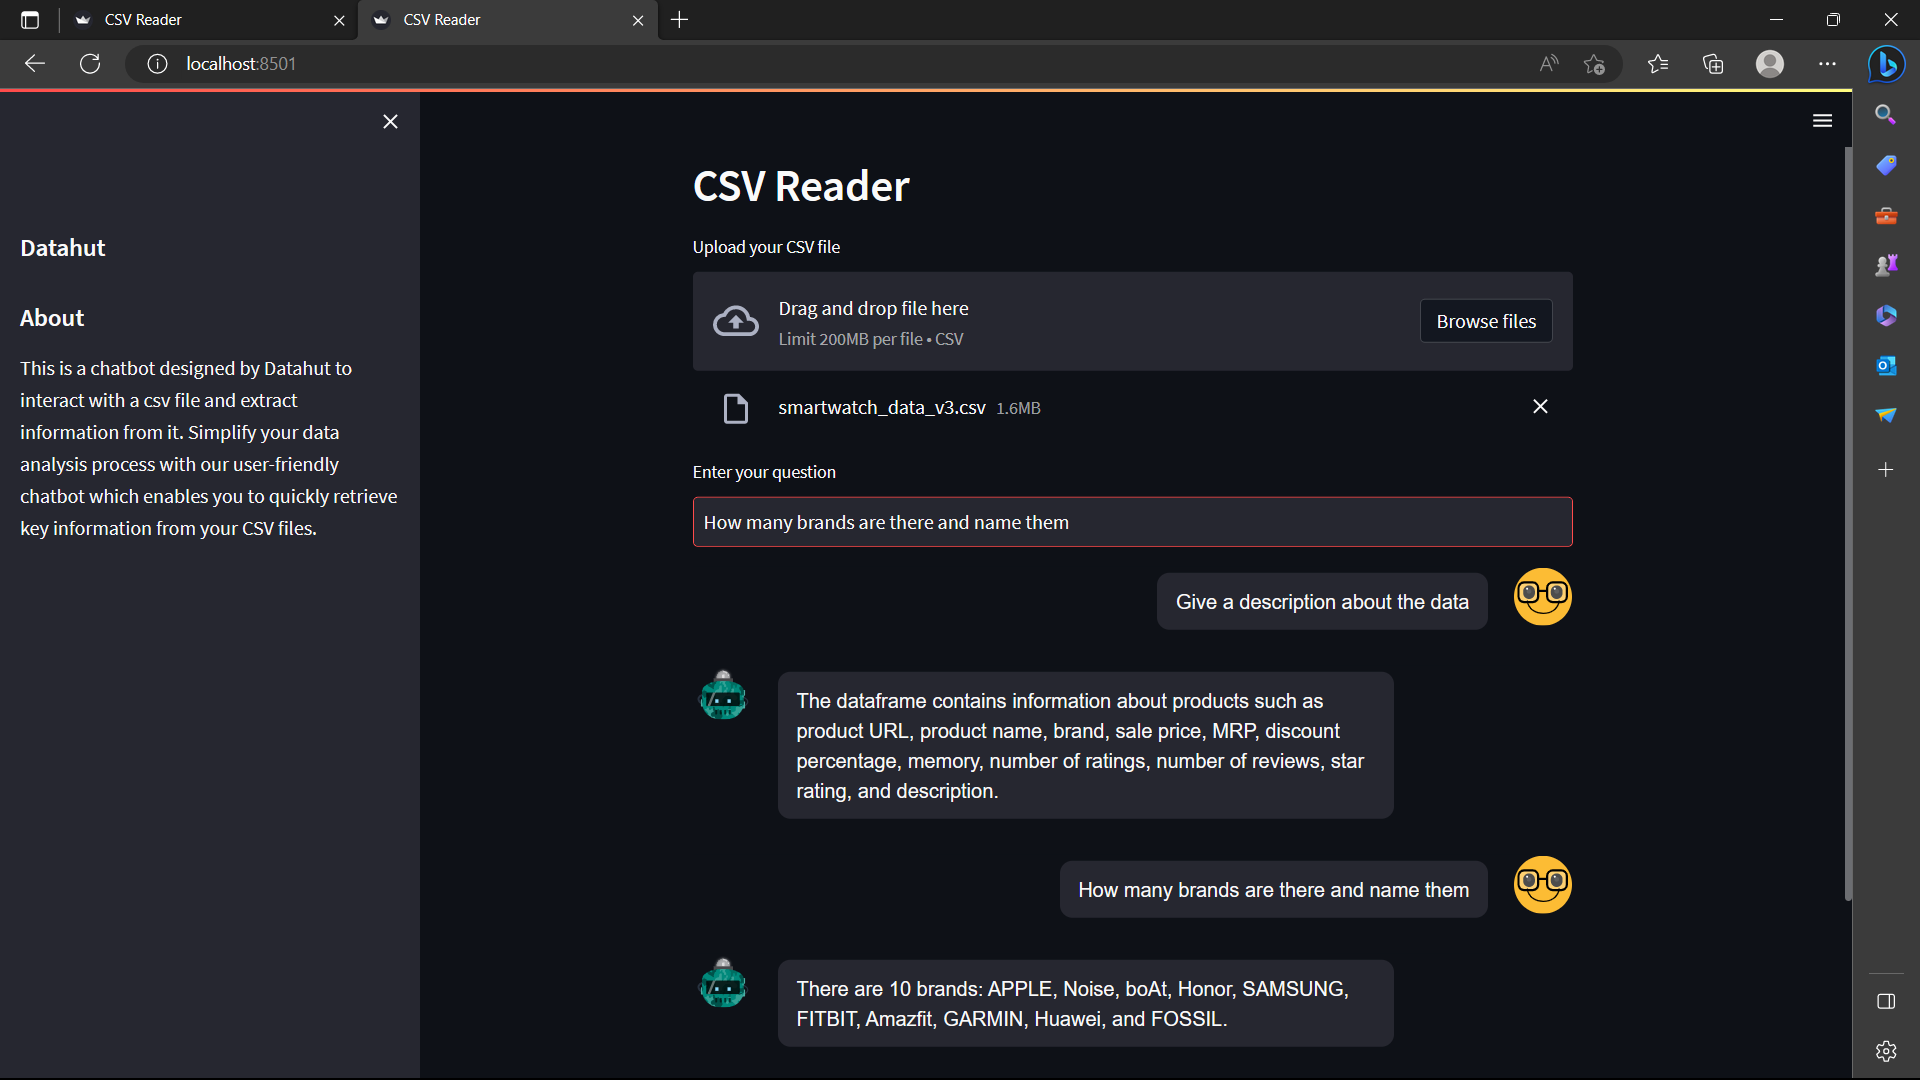 CSV Reader
CSV Reader
localhost:8501
Datahut
About
This is a chatbot designed by Datahut to
interact with a csv file and extract
information from it. Simplify your data
analysis process with our user-friendly
chatbot which enables you to quickly retrieve
key information from your CSV files.
CSV Reader
Upload your CSV file
Drag and drop file here
Limit 200MB per file • CSV
Browse files
smartwatch_data_v3.csv 1.6MB
Enter your question
How many brands are there and name them
Give a description about the data
The dataframe contains information about products such as
product URL, product name, brand, sale price, MRP, discount
percentage, memory, number of ratings, number of reviews, star
rating, and description.
How many brands are there and name them
There are 10 brands: APPLE, Noise, boAt, Honor, SAMSUNG,
FITBIT, Amazfit, GARMIN, Huawei, and FOSSIL.